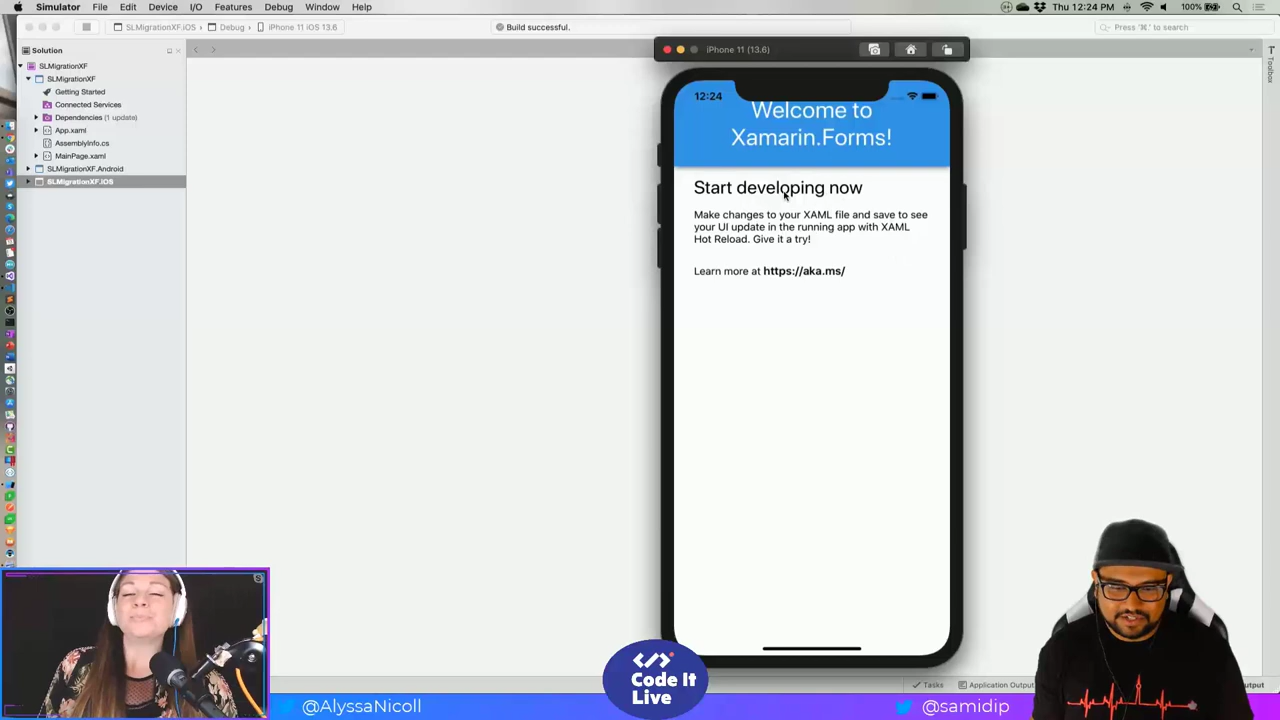 Simulator File Edit Device I/O Features Debug Window Help
Thu 12:24 PM 100%
SLMigrationXF.iOS > Debug > iPhone 11 iOS 13.6
Build successful.
Press '⌘.' to search
Solution
SLMigrationXF
SLMigrationXF
Getting Started
Connected Services
Dependencies (1 update)
App.xaml
AssemblyInfo.cs
MainPage.xaml
SLMigrationXF.Android
SLMigrationXF.iOS
Toolbox
iPhone 11 (13.6)
12:24
Welcome to
Xamarin.Forms!
Start developing now
Make changes to your XAML file and save to see
your UI update in the running app with XAML
Hot Reload. Give it a try!
Learn more at https://aka.ms/
Tasks Application Output
Code It
Live
@AlyssaNicoll
@samidip